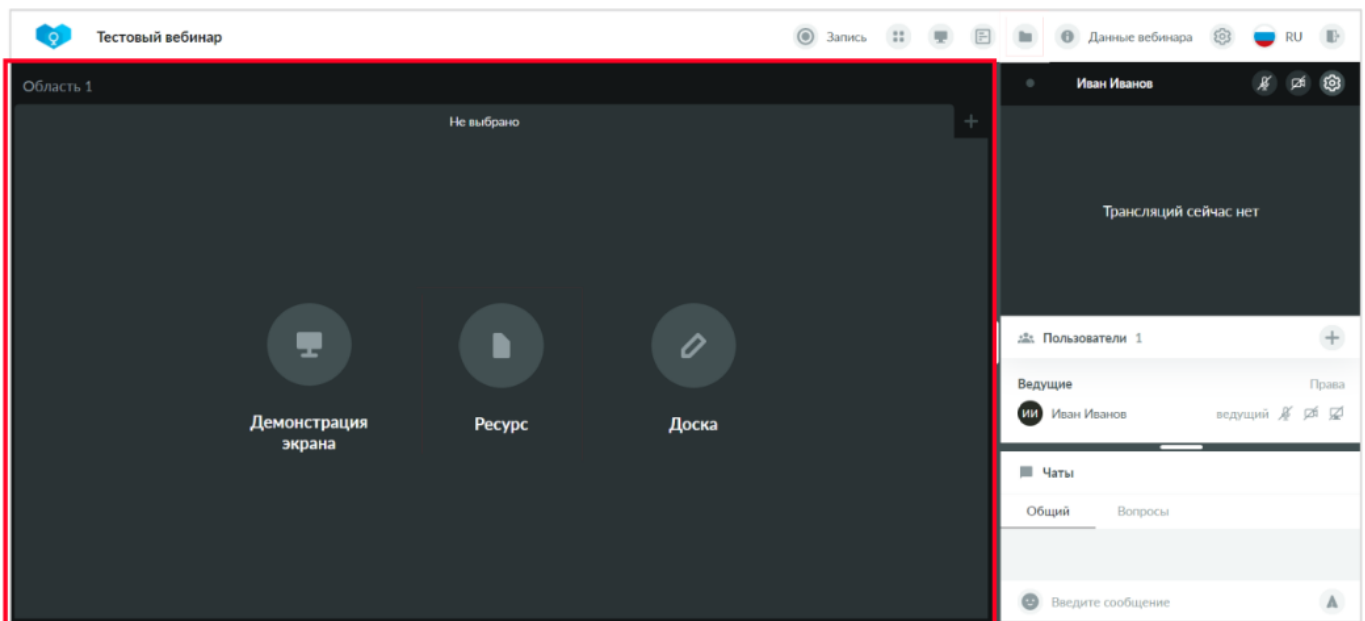 Тестовый вебинар
Запись
Данные вебинара
RU
Область 1
Не выбрано
Демонстрация
экрана
Ресурс
Доска
Иван Иванов
Трансляций сейчас нет
Пользователи 1
Ведущие Права
ИИ Иван Иванов ведущий
Чаты
Общий Вопросы
Введите сообщение